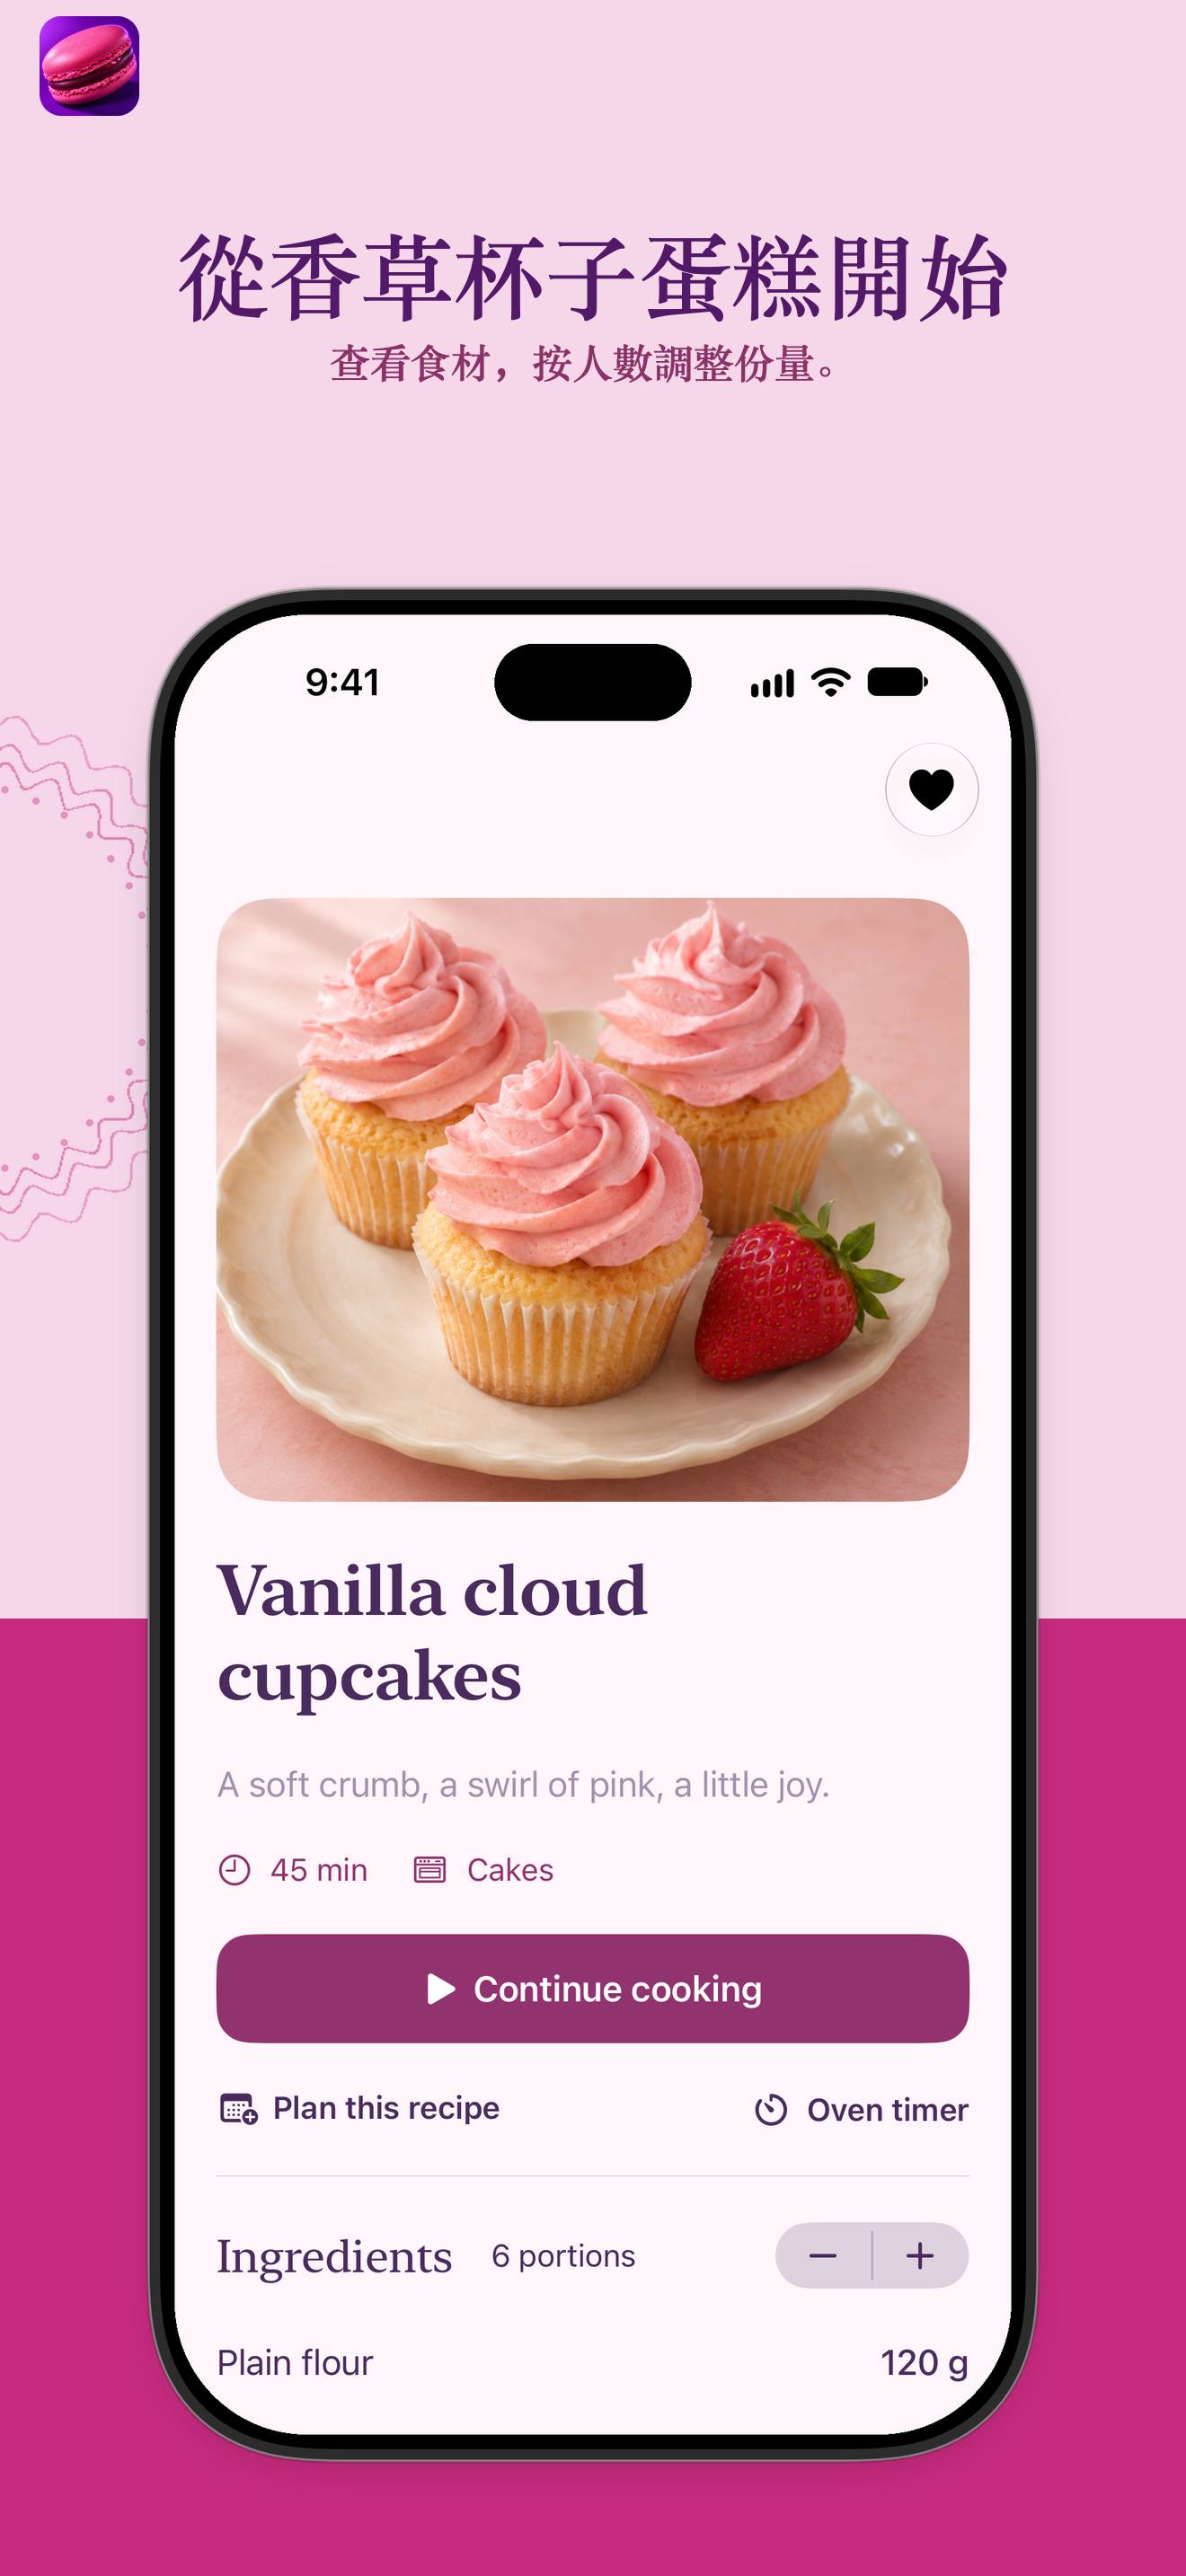 從香草杯子蛋糕開始
查看食材，按人數調整份量。
9:41
Vanilla cloud
cupcakes
A soft crumb, a swirl of pink, a little joy.
45 min Cakes
Continue cooking
Plan this recipe Oven timer
Ingredients 6 portions
Plain flour 120 g